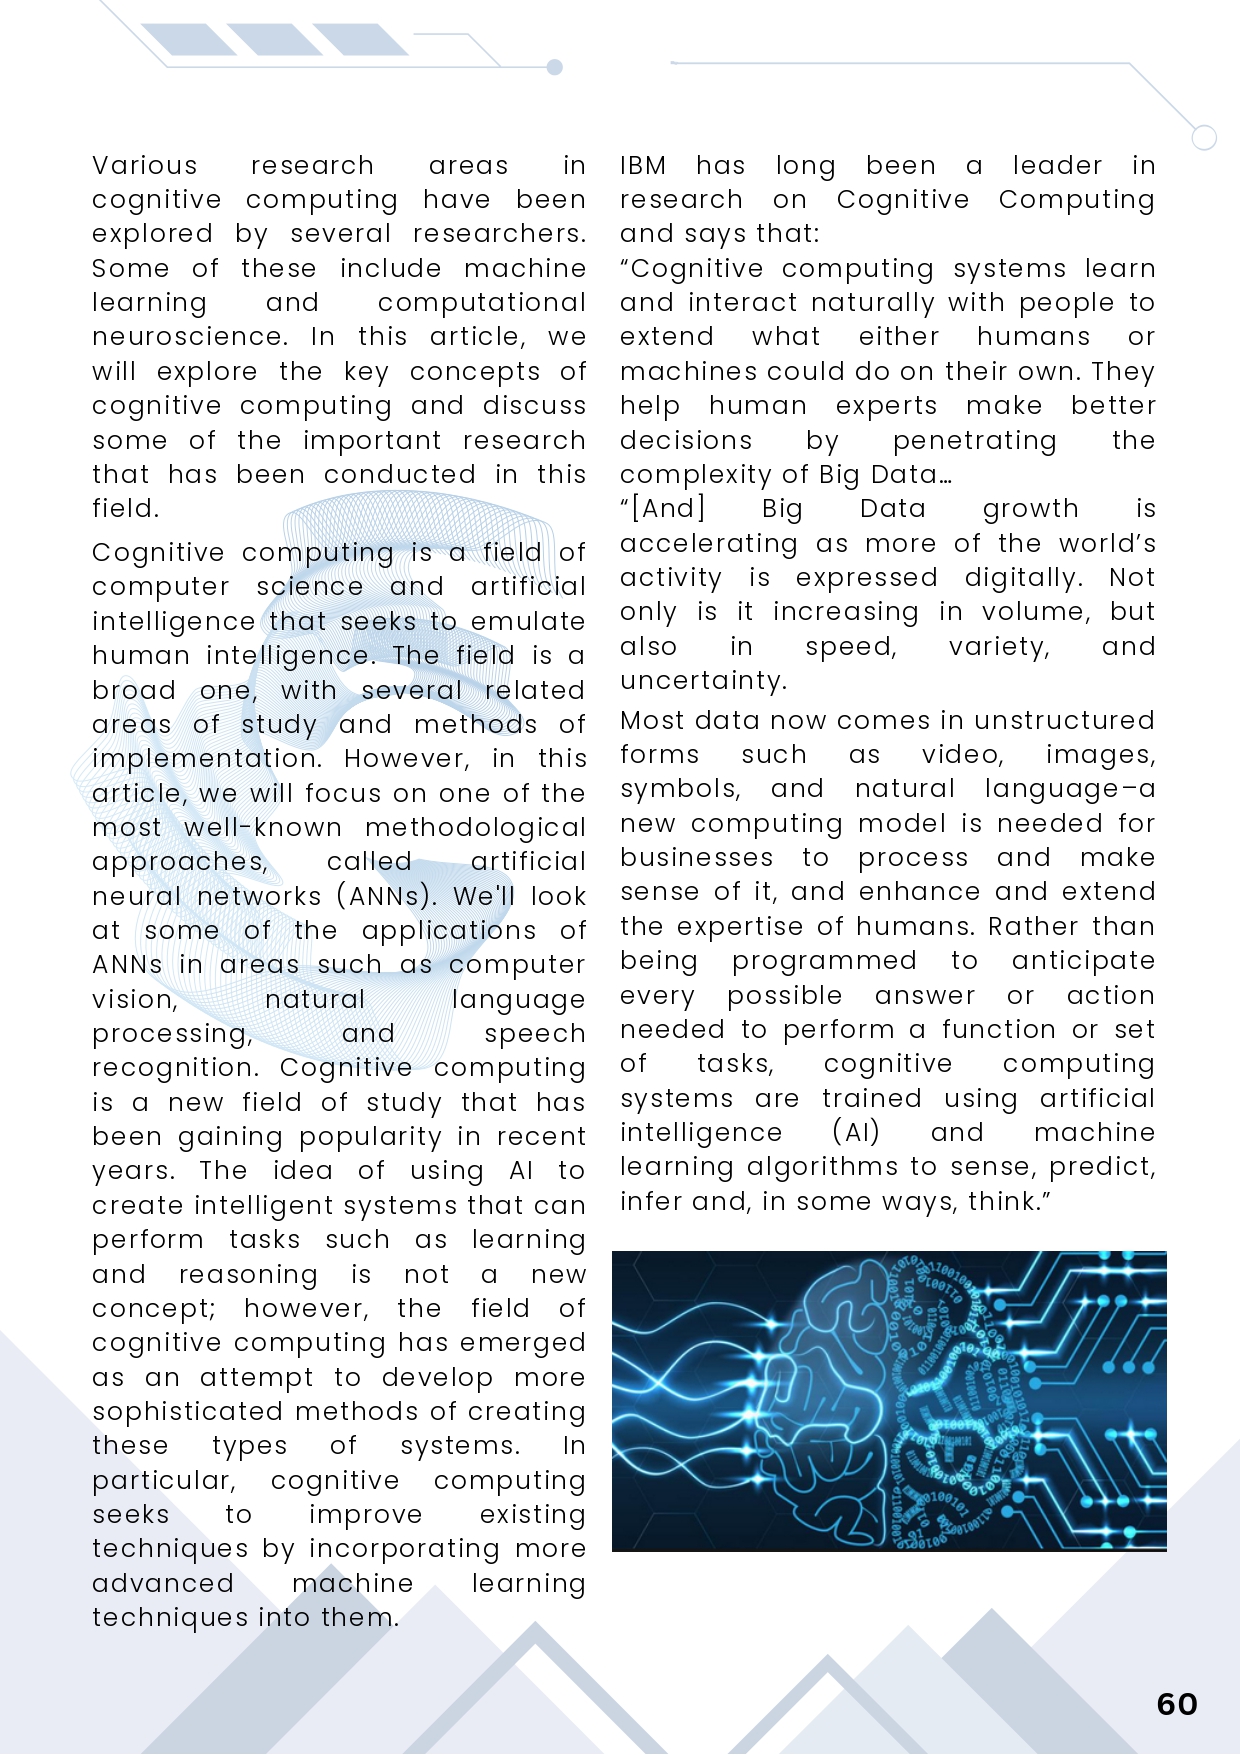 Various research areas in
cognitive computing have been
explored by several researchers.
Some of these include machine
learning and computational
neuroscience. In this article, we
will explore the key concepts of
cognitive computing and discuss
some of the important research
that has been conducted in this
field.
Cognitive computing is a field of
computer science and artificial
intelligence that seeks to emulate
human intelligence. The field is a
broad one, with several related
areas of study and methods of
implementation. However, in this
article, we will focus on one of the
most well-known methodological
approaches, called artificial
neural networks (ANNs). We'll look
at some of the applications of
ANNs in areas such as computer
vision, natural language
processing, and speech
recognition. Cognitive computing
is a new field of study that has
been gaining popularity in recent
years. The idea of using AI to
create intelligent systems that can
perform tasks such as learning
and reasoning is not a new
concept; however, the field of
cognitive computing has emerged
as an attempt to develop more
sophisticated methods of creating
these types of systems. In
particular, cognitive computing
seeks to improve existing
techniques by incorporating more
advanced machine learning
techniques into them.
IBM has long been a leader in
research on Cognitive Computing
and says that:
“Cognitive computing systems learn
and interact naturally with people to
extend what either humans or
machines could do on their own. They
help human experts make better
decisions by penetrating the
complexity of Big Data…
“[And] Big Data growth is
accelerating as more of the world’s
activity is expressed digitally. Not
only is it increasing in volume, but
also in speed, variety, and
uncertainty.
Most data now comes in unstructured
forms such as video, images,
symbols, and natural language–a
new computing model is needed for
businesses to process and make
sense of it, and enhance and extend
the expertise of humans. Rather than
being programmed to anticipate
every possible answer or action
needed to perform a function or set
of tasks, cognitive computing
systems are trained using artificial
intelligence (AI) and machine
learning algorithms to sense, predict,
infer and, in some ways, think.”
60